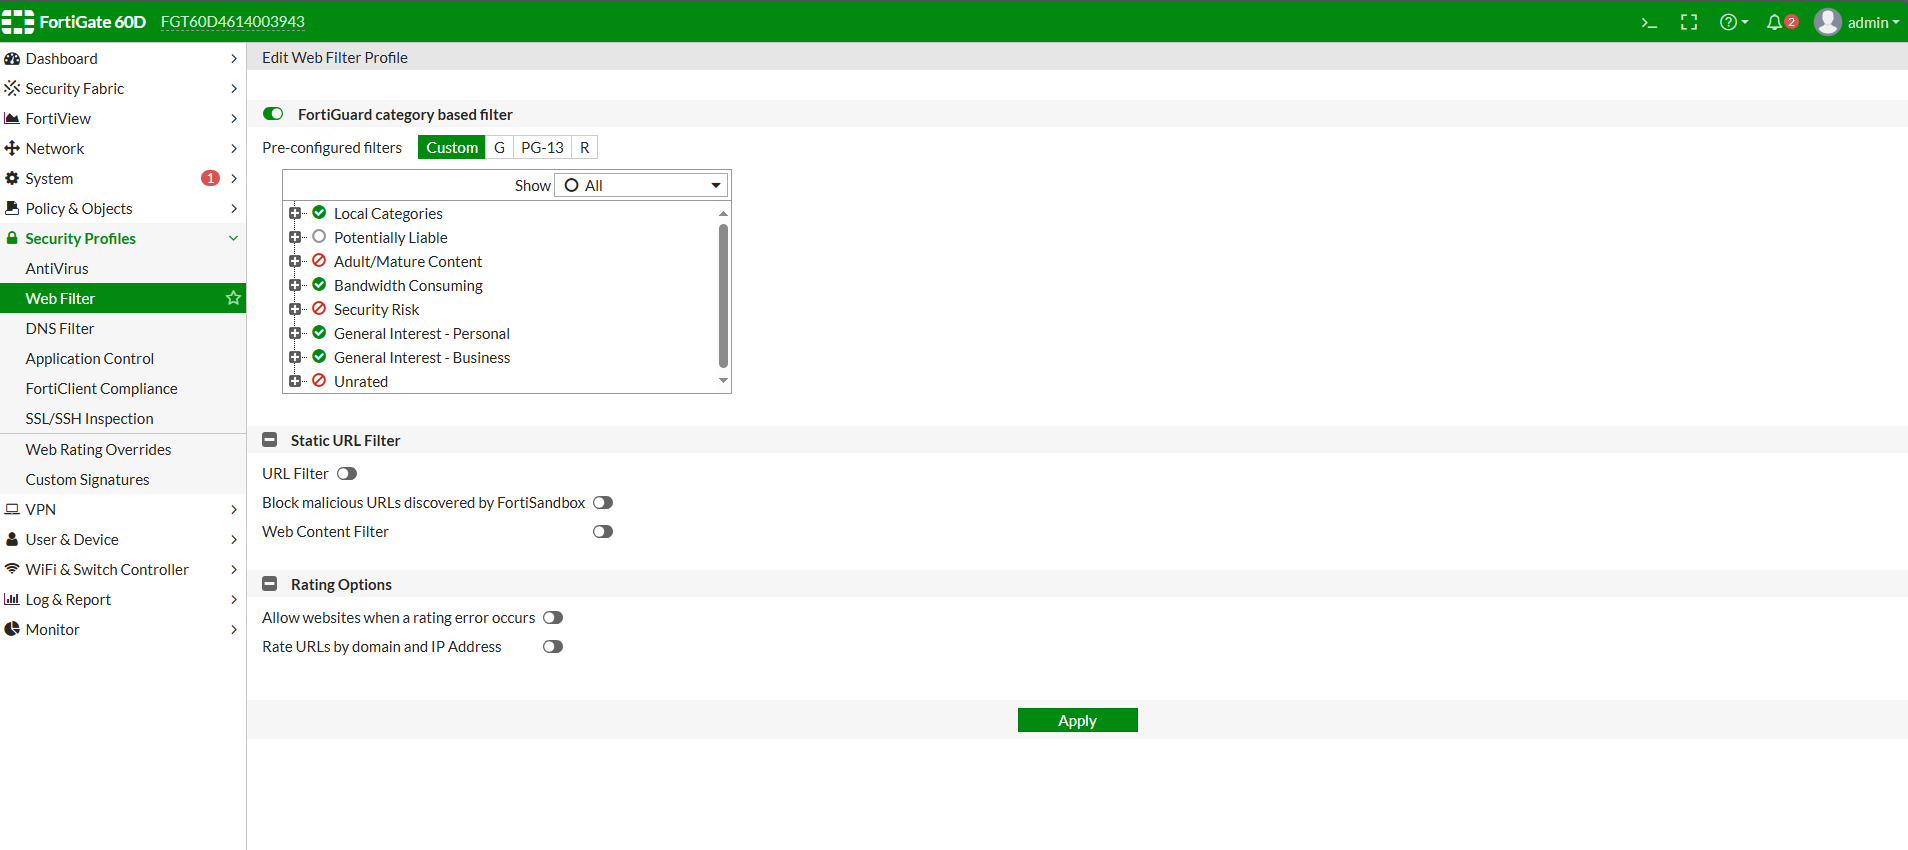 FortiGate 60D FGT60D4614003943
2
admin
Dashboard
Security Fabric
FortiView
Network
System 1
Policy & Objects
Security Profiles
AntiVirus
Web Filter
DNS Filter
Application Control
FortiClient Compliance
SSL/SSH Inspection
Web Rating Overrides
Custom Signatures
VPN
User & Device
WiFi & Switch Controller
Log & Report
Monitor
Edit Web Filter Profile
FortiGuard category based filter
Pre-configured filters Custom G PG-13 R
Show All
Local Categories
Potentially Liable
Adult/Mature Content
Bandwidth Consuming
Security Risk
General Interest - Personal
General Interest - Business
Unrated
Static URL Filter
URL Filter
Block malicious URLs discovered by FortiSandbox
Web Content Filter
Rating Options
Allow websites when a rating error occurs
Rate URLs by domain and IP Address
Apply